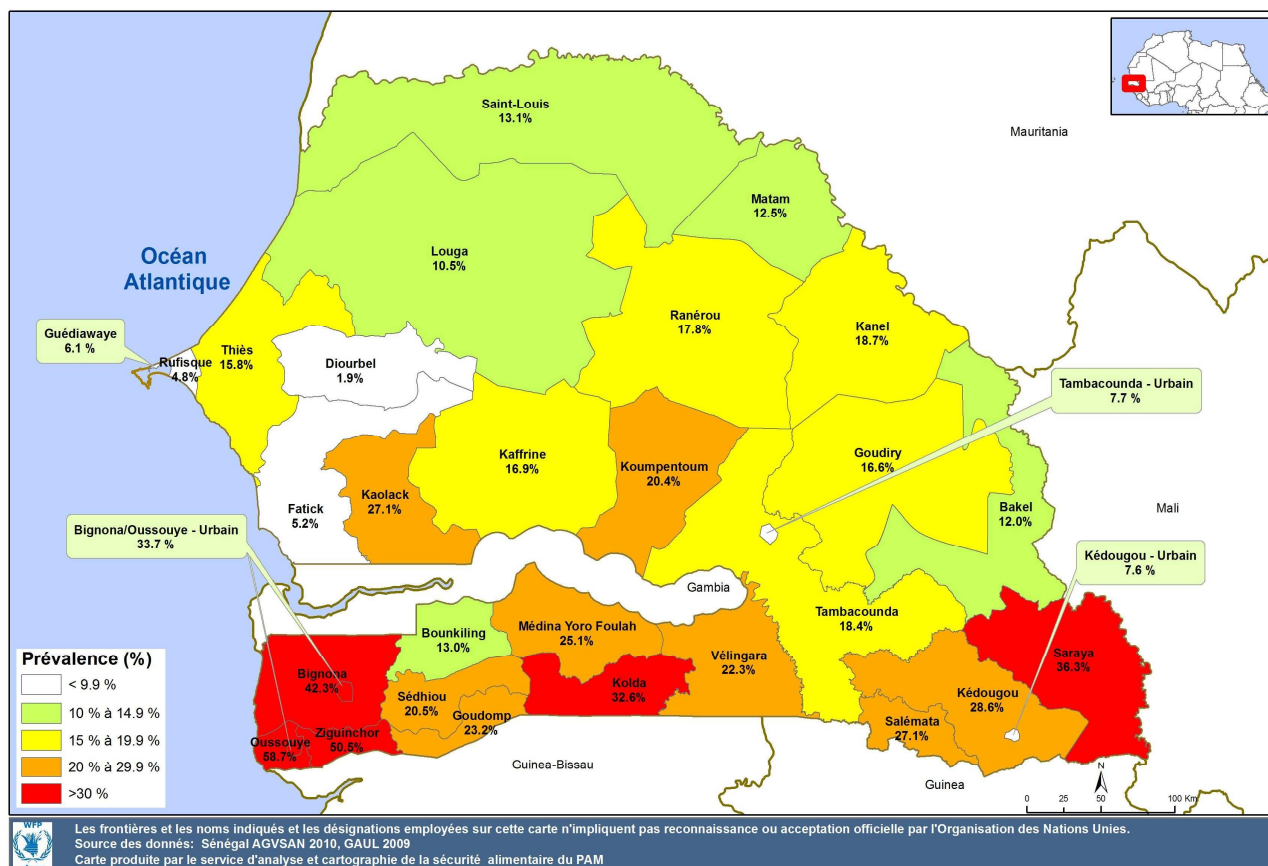 Mauritania
Saint-Louis
13.1%
Matam
12.5%
Louga
10.5%
Océan
Atlantique
Ranérou
17.8%
Kanel
18.7%
Guédiawaye
6.1 %
Rufisque
4.8%
Thiès
15.8%
Diourbel
1.9%
Tambacounda - Urbain
7.7 %
Kaffrine
16.9%
Koumpentoum
20.4%
Goudiry
16.6%
Kaolack
27.1%
Fatick
5.2%
Bakel
12.0%
Mali
Bignona/Oussouye - Urbain
33.7 %
Kédougou - Urbain
7.6 %
Gambia
Tambacounda
18.4%
Médina Yoro Foulah
25.1%
Bounkiling
13.0%
Vélingara
22.3%
Saraya
36.3%
Bignona
42.3%
Kolda
32.6%
Sédhiou
20.5%
Goudomp
23.2%
Kédougou
28.6%
Salémata
27.1%
Ziguinchor
50.5%
Oussouye
58.7%
Guinea-Bissau
Guinea
Prévalence (%)
< 9.9 %
10 % à 14.9 %
15 % à 19.9 %
20 % à 29.9 %
>30 %
N
0 25 50 100 Km
WFP
Les frontières et les noms indiqués et les désignations employées sur cette carte n'impliquent pas reconnaissance ou acceptation officielle par l'Organisation des Nations Unies.
Source des donnés: Sénégal AGVSAN 2010, GAUL 2009
Carte produite par le service d'analyse et cartographie de la sécurité alimentaire du PAM